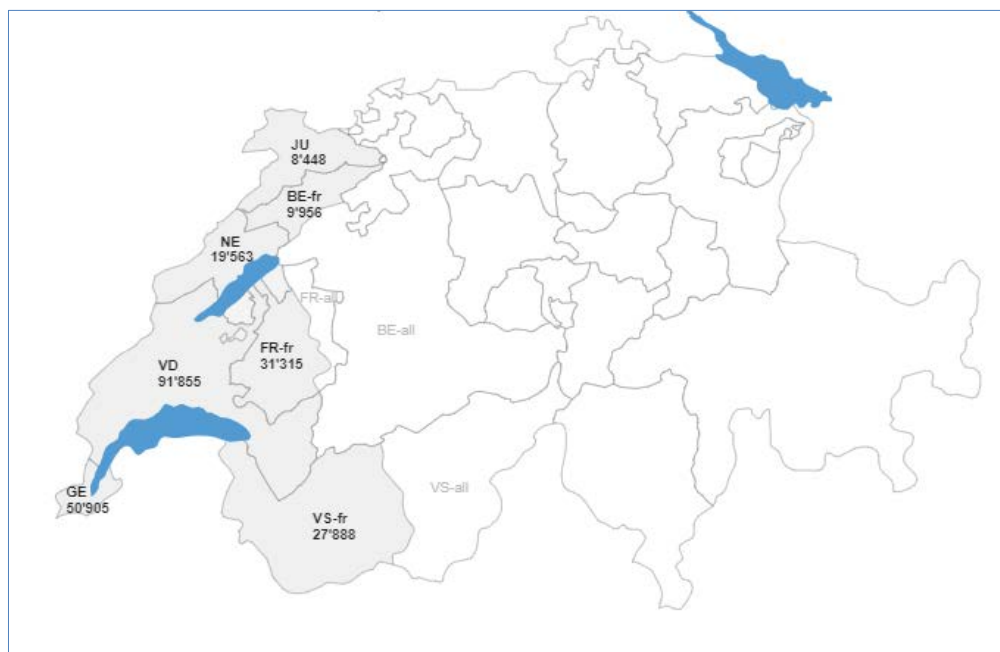 JU
8'448
BE-fr
9'956
NE
19'563
FR-all
BE-all
FR-fr
31'315
VD
91'855
GE
50'905
VS-all
VS-fr
27'888